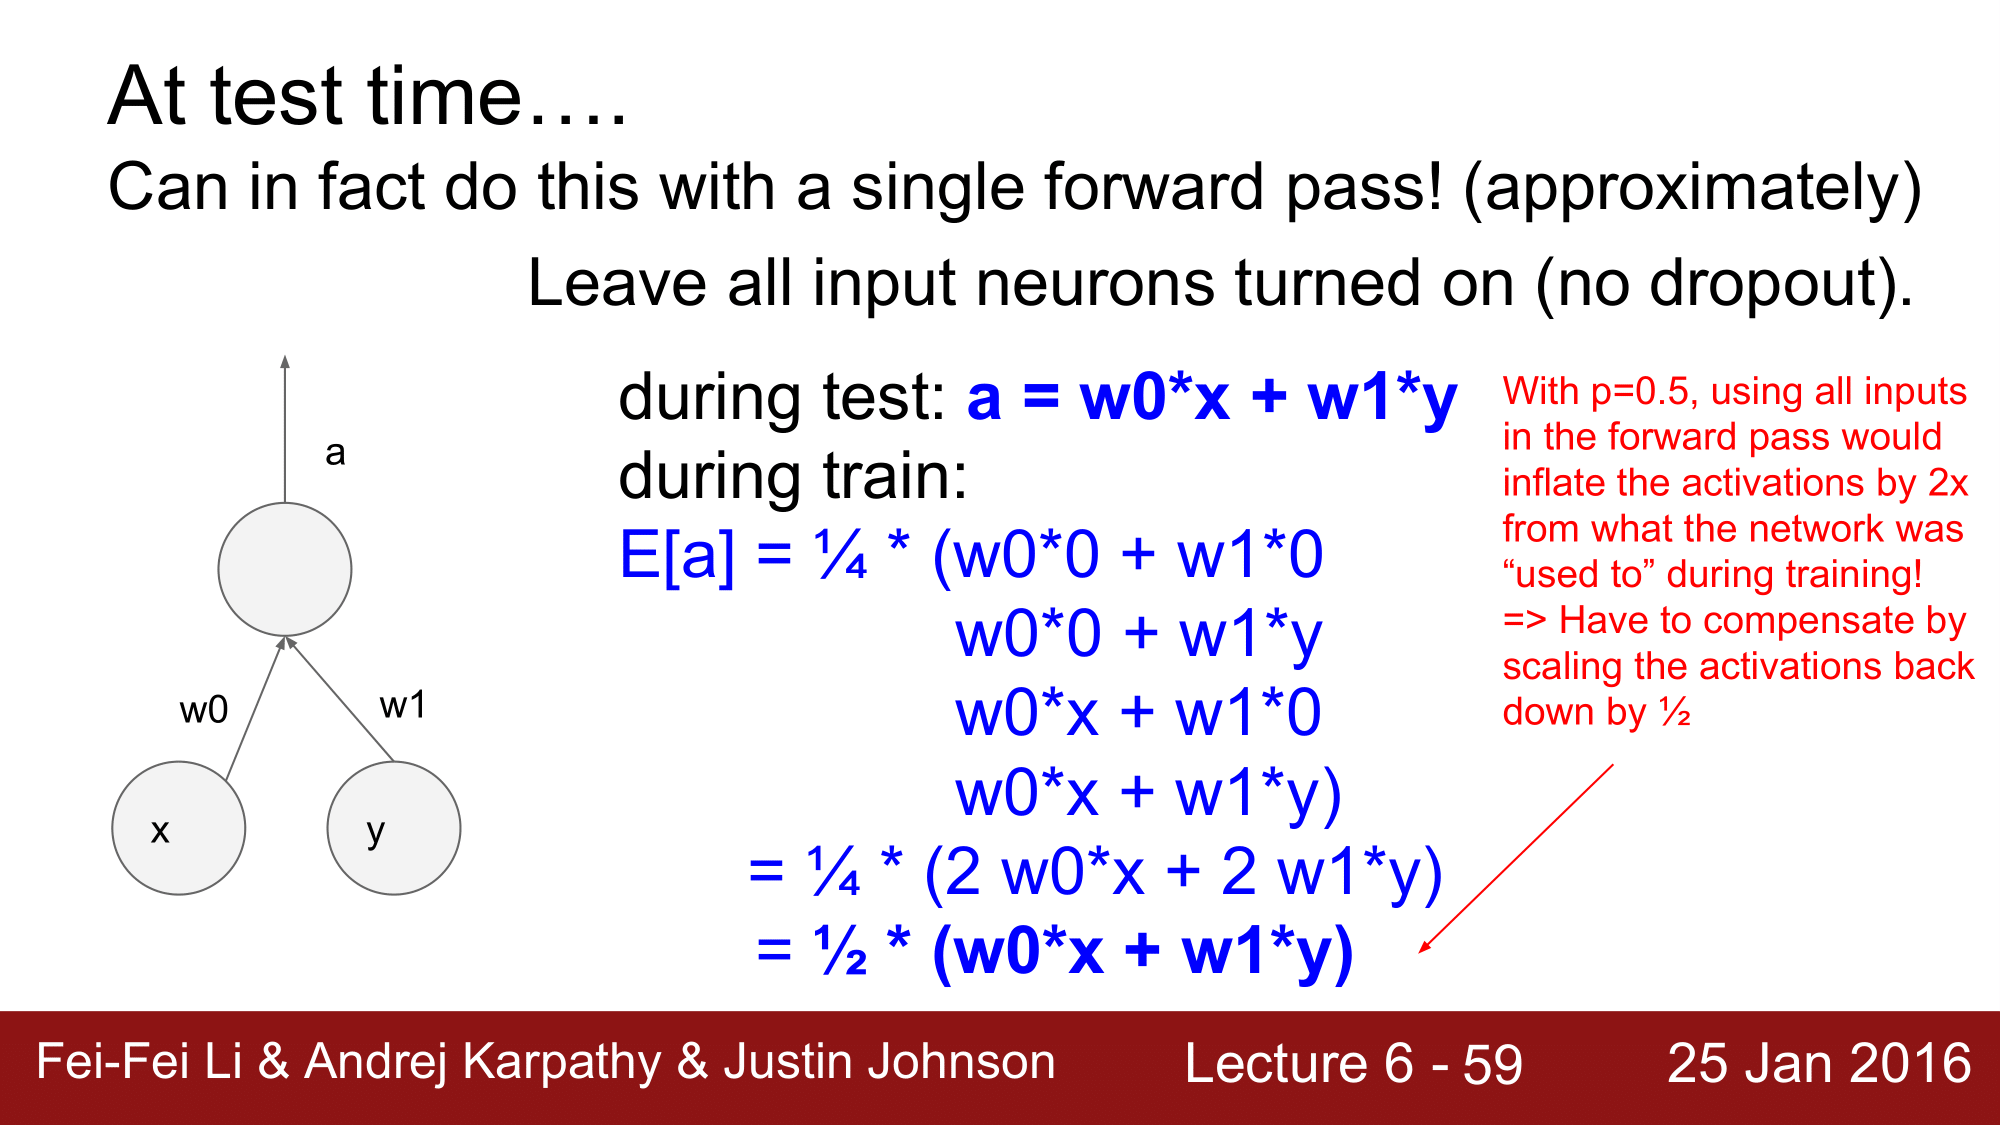 At test time….
Can in fact do this with a single forward pass! (approximately)
Leave all input neurons turned on (no dropout).
a
w0
w1
x
y
during test: a = w0*x + w1*y
during train:
E[a] = ¼ * (w0*0 + w1*0
w0*0 + w1*y
w0*x + w1*0
w0*x + w1*y)
= ¼ * (2 w0*x + 2 w1*y)
= ½ * (w0*x + w1*y)
With p=0.5, using all inputs
in the forward pass would
inflate the activations by 2x
from what the network was
“used to” during training!
=> Have to compensate by
scaling the activations back
down by ½
Fei-Fei Li & Andrej Karpathy & Justin Johnson
Lecture 6 - 59
25 Jan 2016